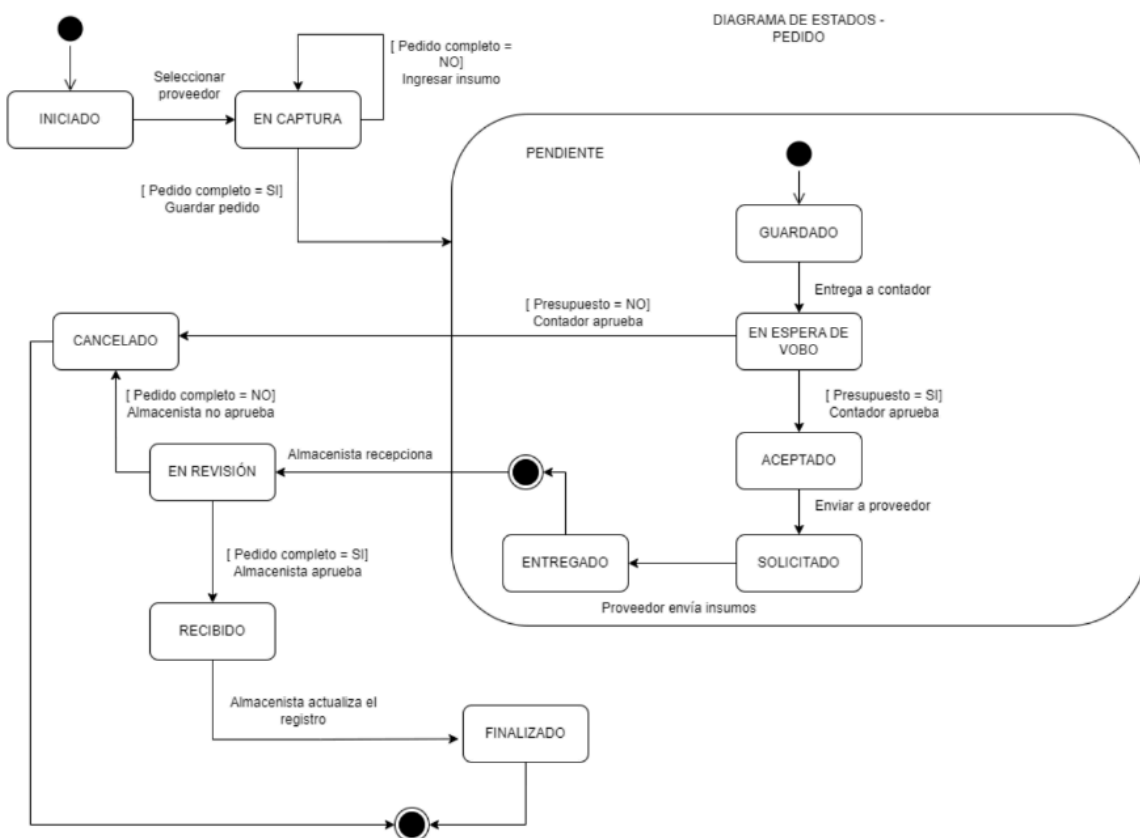 DIAGRAMA DE ESTADOS -
PEDIDO
[ Pedido completo =
NO]
Ingresar insumo
Seleccionar
proveedor
INICIADO
EN CAPTURA
PENDIENTE
[ Pedido completo = SI]
Guardar pedido
GUARDADO
Entrega a contador
[ Presupuesto = NO]
Contador aprueba
CANCELADO
EN ESPERA DE
VOBO
[ Pedido completo = NO]
Almacenista no aprueba
[ Presupuesto = SI]
Contador aprueba
EN REVISIÓN
Almacenista recepciona
ACEPTADO
Enviar a proveedor
[ Pedido completo = SI]
Almacenista aprueba
ENTREGADO
SOLICITADO
Proveedor envía insumos
RECIBIDO
Almacenista actualiza el
registro
FINALIZADO